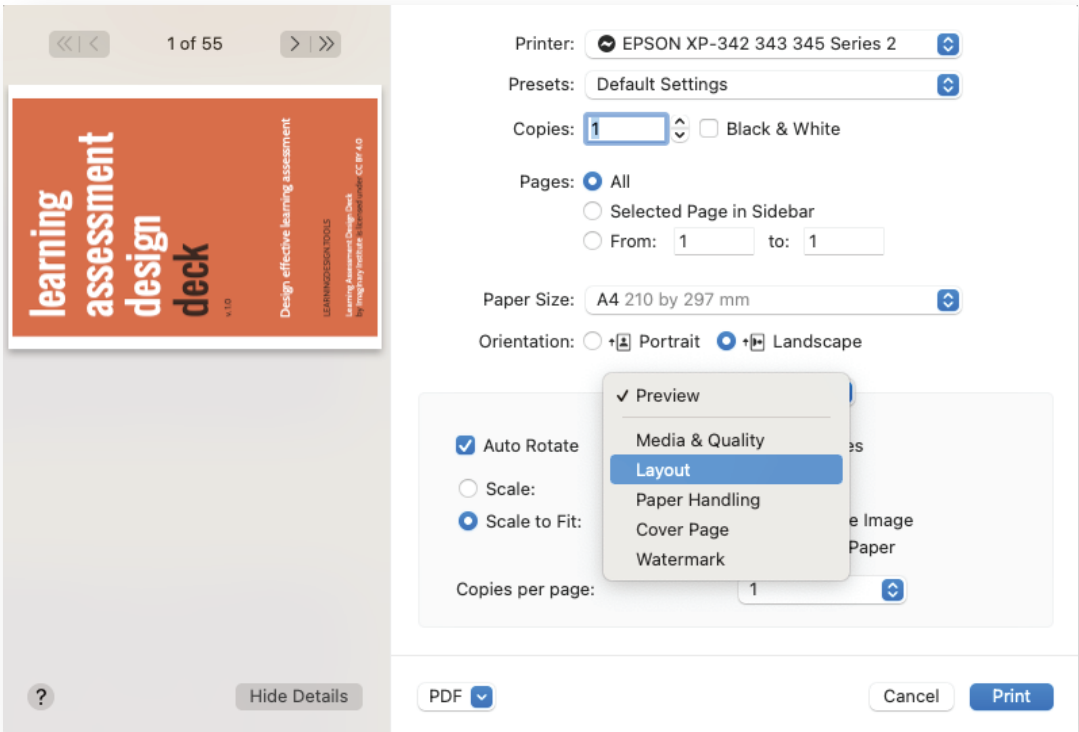 1 of 55
learning
assessment
design
deck
v.1.0
Design effective learning assessment
LEARNINGDESIGN.TOOLS
Learning Assessment Design Deck
by Imaginary Institute is licensed under CC BY 4.0
? Hide Details
Printer: EPSON XP-342 343 345 Series 2
Presets: Default Settings
Copies: 1 Black & White
Pages: All
Selected Page in Sidebar
From: 1 to: 1
Paper Size: A4 210 by 297 mm
Orientation: Portrait Landscape
✓ Preview
Media & Quality
Layout
Paper Handling
Cover Page
Watermark
Auto Rotate es
Scale:
Scale to Fit: e Image
Paper
Copies per page: 1
PDF Cancel Print